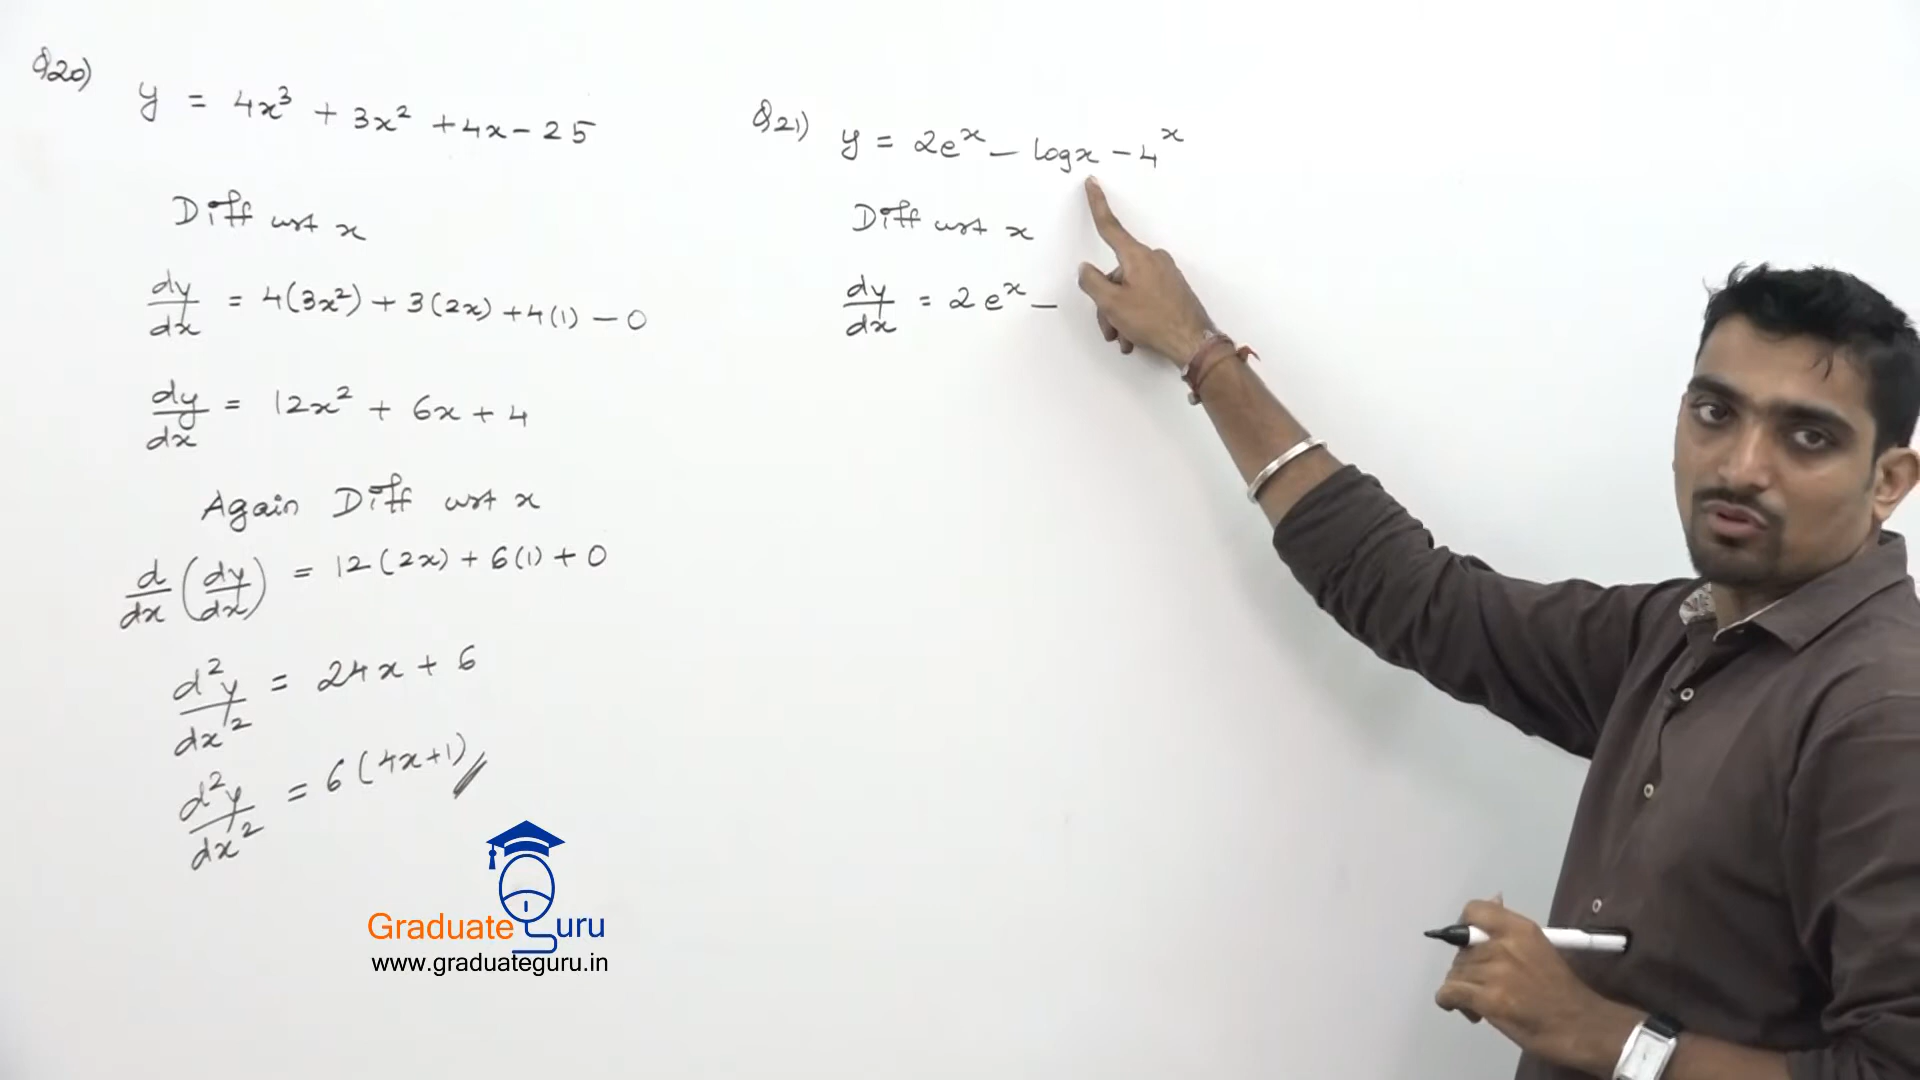 Q20)
y = 4x³ + 3x² + 4x - 25
Diff wrt x
dy/dx = 4(3x²) + 3(2x) + 4(1) - 0
dy/dx = 12x² + 6x + 4
Again Diff wrt x
d/dx (dy/dx) = 12(2x) + 6(1) + 0
d²y/dx² = 24x + 6
d²y/dx² = 6(4x+1)
Q21)
y = 2eˣ - logx - 4ˣ
Diff wrt x
dy/dx = 2eˣ -
Graduate Guru
www.graduateguru.in